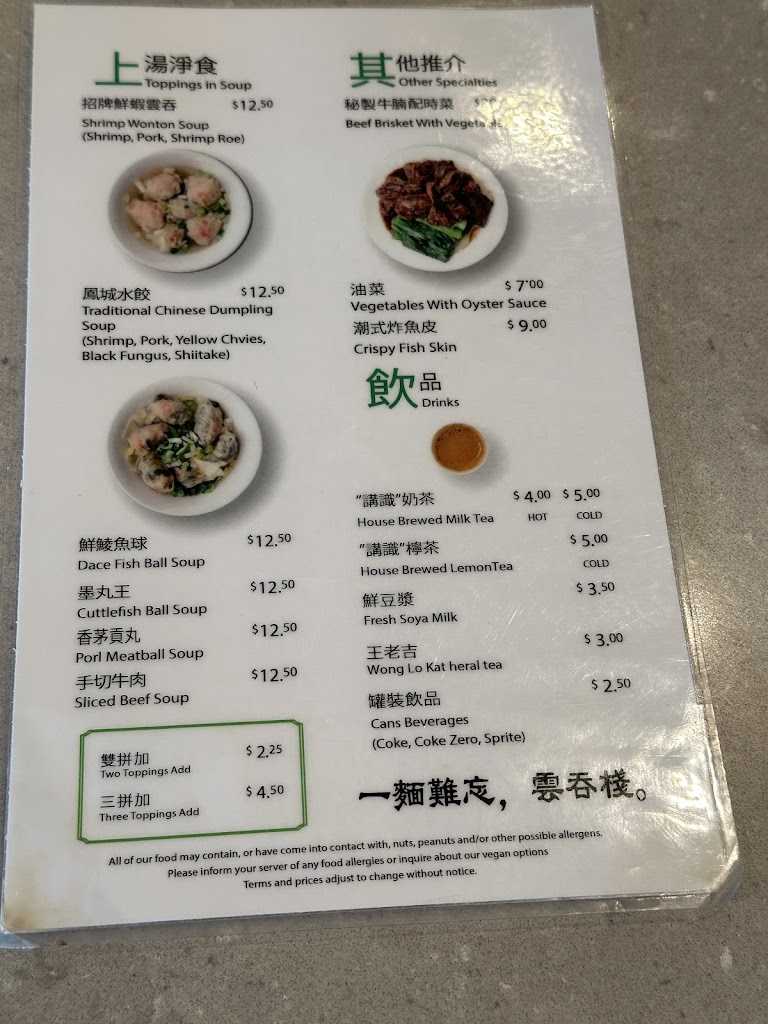 上湯淨食
Toppings in Soup
招牌鮮蝦雲吞 $12.50
Shrimp Wonton Soup
(Shrimp, Pork, Shrimp Roe)
鳳城水餃 $12.50
Traditional Chinese Dumpling
Soup
(Shrimp, Pork, Yellow Chvies,
Black Fungus, Shiitake)
鮮鯪魚球 $12.50
Dace Fish Ball Soup
墨丸王 $12.50
Cuttlefish Ball Soup
香茅貢丸 $12.50
Porl Meatball Soup
手切牛肉 $12.50
Sliced Beef Soup
雙拼加 $2.25
Two Toppings Add
三拼加 $4.50
Three Toppings Add
其他推介
Other Specialties
秘製牛腩配時菜 $
Beef Brisket With Vegetable
油菜 $7.00
Vegetables With Oyster Sauce
潮式炸魚皮 $9.00
Crispy Fish Skin
飲品
Drinks
"講識"奶茶 $4.00 $5.00
House Brewed Milk Tea HOT COLD
"講識"檸茶 $5.00
House Brewed LemonTea COLD
鮮豆漿 $3.50
Fresh Soya Milk
王老吉 $3.00
Wong Lo Kat heral tea
罐裝飲品 $2.50
Cans Beverages
(Coke, Coke Zero, Sprite)
一麵難忘，雲吞棧。
All of our food may contain, or have come into contact with, nuts, peanuts and/or other possible allergens.
Please inform your server of any food allergies or inquire about our vegan options
Terms and prices adjust to change without notice.